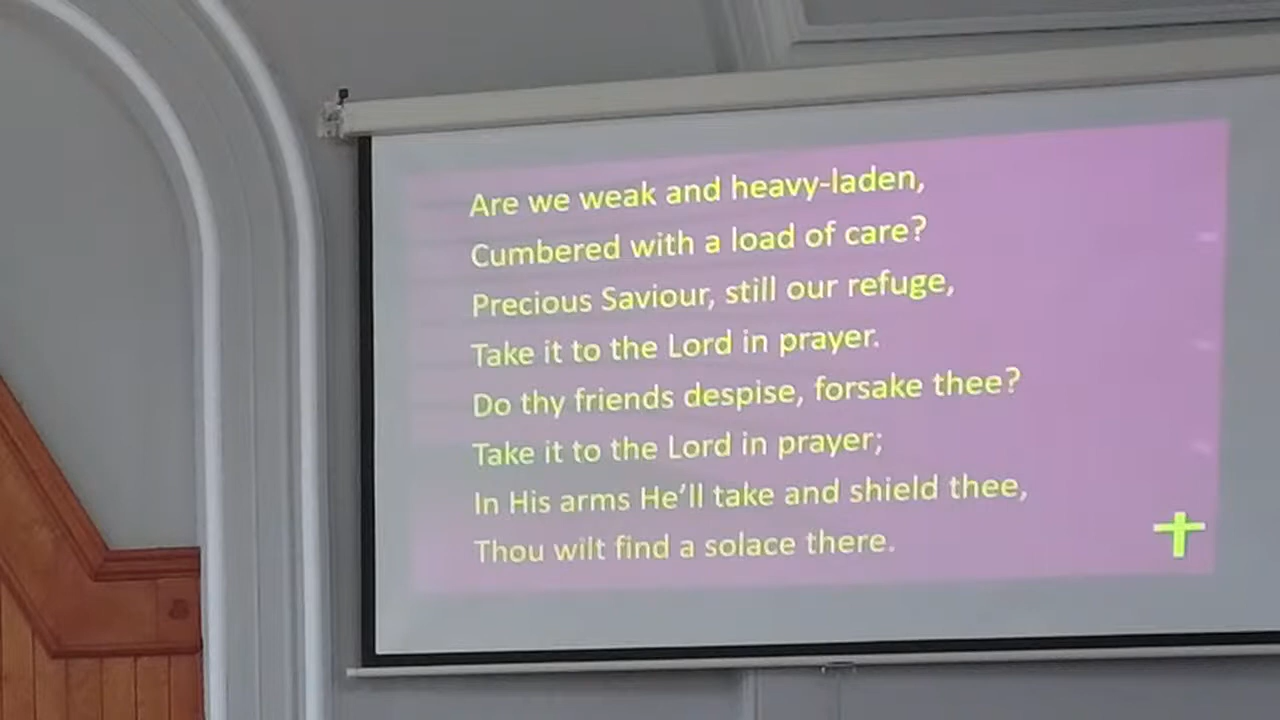 Are we weak and heavy-laden,
Cumbered with a load of care?
Precious Saviour, still our refuge,
Take it to the Lord in prayer.
Do thy friends despise, forsake thee?
Take it to the Lord in prayer;
In His arms He’ll take and shield thee,
Thou wilt find a solace there.